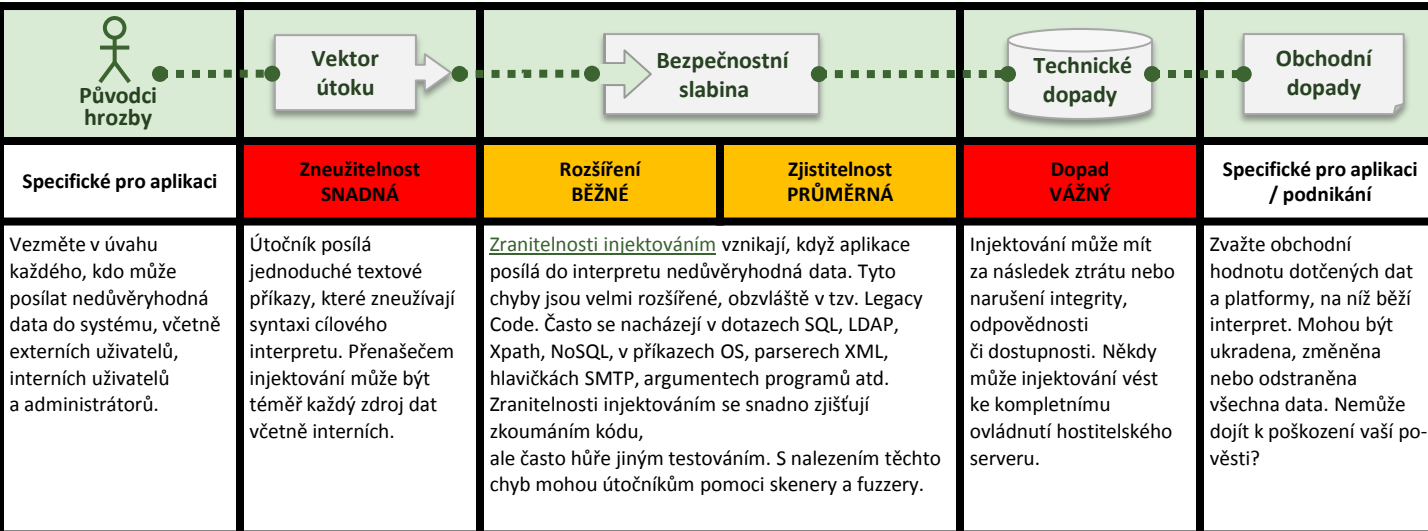 Původci
hrozby
Vektor
útoku
Bezpečnostní
slabina
Technické
dopady
Obchodní
dopady
Specifické pro aplikaci
Zneužitelnost
SNADNÁ
Rozšíření
BĚŽNÉ
Zjistitelnost
PRŮMĚRNÁ
Dopad
VÁŽNÝ
Specifické pro aplikaci
/ podnikání
Vezměte v úvahu
každého, kdo může
posílat nedůvěryhodná
data do systému, včetně
externích uživatelů,
interních uživatelů
a administrátorů.
Útočník posílá
jednoduché textové
příkazy, které zneužívají
syntaxi cílového
interpretu. Přenašečem
injektování může být
téměř každý zdroj dat
včetně interních.
Zranitelnosti injektováním vznikají, když aplikace
posílá do interpretu nedůvěryhodná data. Tyto
chyby jsou velmi rozšířené, obzvláště v tzv. Legacy
Code. Často se nacházejí v dotazech SQL, LDAP,
Xpath, NoSQL, v příkazech OS, parserech XML,
hlavičkách SMTP, argumentech programů atd.
Zranitelnosti injektováním se snadno zjišťují
zkoumáním kódu,
ale často hůře jiným testováním. S nalezením těchto
chyb mohou útočníkům pomoci skenery a fuzzery.
Injektování může mít
za následek ztrátu nebo
narušení integrity,
odpovědnosti
či dostupnosti. Někdy
může injektování vést
ke kompletnímu
ovládnutí hostitelského
serveru.
Zvažte obchodní
hodnotu dotčených dat
a platformy, na níž běží
interpret. Mohou být
ukradena, změněna
nebo odstraněna
všechna data. Nemůže
dojít k poškození vaší po-
věsti?